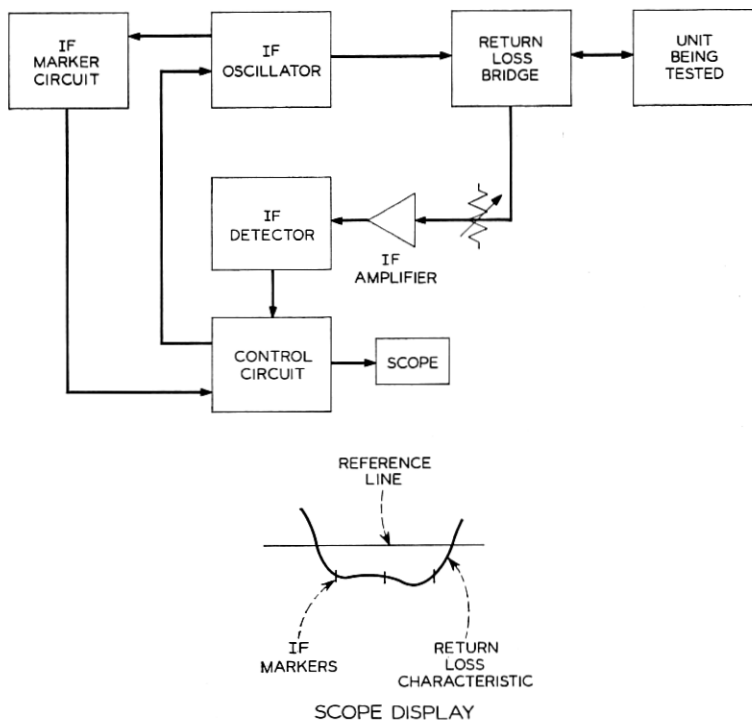 IF
MARKER
CIRCUIT
IF
OSCILLATOR
RETURN
LOSS
BRIDGE
UNIT
BEING
TESTED
IF
DETECTOR
IF
AMPLIFIER
CONTROL
CIRCUIT
SCOPE
REFERENCE
LINE
IF
MARKERS
RETURN
LOSS
CHARACTERISTIC
SCOPE DISPLAY